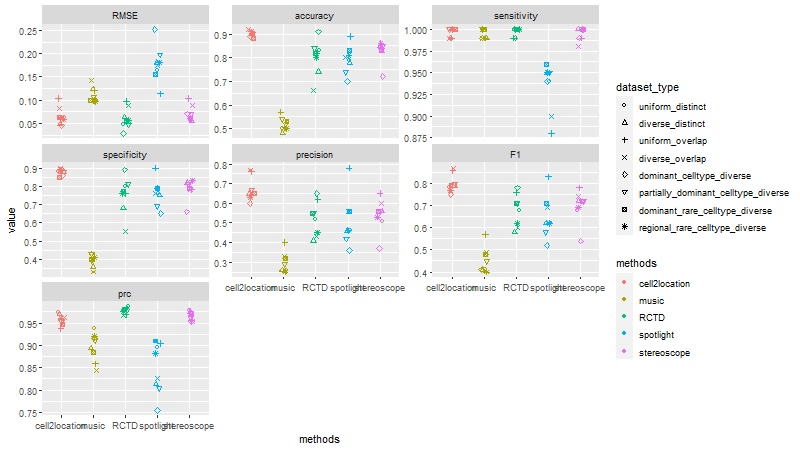 RMSE
accuracy
sensitivity
0.25
0.20
0.15
0.10
0.05
0.9
0.8
0.7
0.6
0.5
1.000
0.975
0.950
0.925
0.900
0.875
specificity
precision
F1
0.9
0.8
0.7
0.6
0.5
0.4
0.8
0.7
0.6
0.5
0.4
0.3
0.8
0.7
0.6
0.5
0.4
cell2location music RCTD spotlight stereoscope
cell2location music RCTD spotlight stereoscope
prc
0.95
0.90
0.85
0.80
0.75
cell2location music RCTD spotlight stereoscope
value
methods
dataset_type
uniform_distinct
diverse_distinct
uniform_overlap
diverse_overlap
dominant_celltype_diverse
partially_dominant_celltype_diverse
dominant_rare_celltype_diverse
regional_rare_celltype_diverse
methods
cell2location
music
RCTD
spotlight
stereoscope